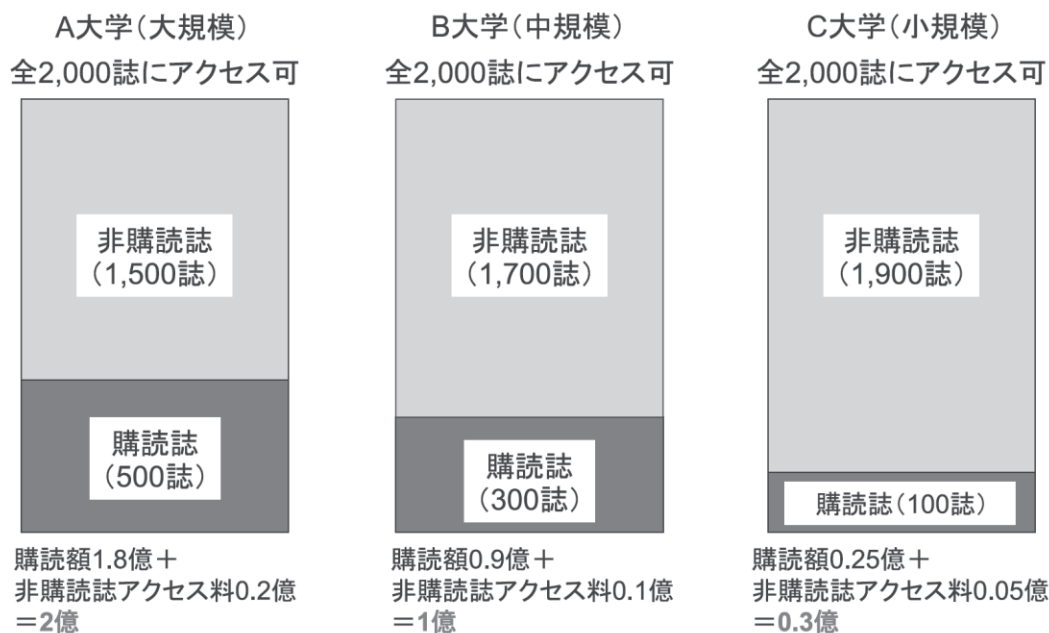 A大学(大規模)
全2,000誌にアクセス可
非購読誌
(1,500誌)
購読誌
(500誌)
購読額1.8億+
非購読誌アクセス料0.2億
=2億
B大学(中規模)
全2,000誌にアクセス可
非購読誌
(1,700誌)
購読誌
(300誌)
購読額0.9億+
非購読誌アクセス料0.1億
=1億
C大学(小規模)
全2,000誌にアクセス可
非購読誌
(1,900誌)
購読誌(100誌)
購読額0.25億+
非購読誌アクセス料0.05億
=0.3億